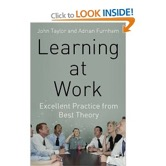 Click to LOOK INSIDE!
John Taylor and Adrian Furnham
Learning at
Work
Excellent Practice from
Best Theory